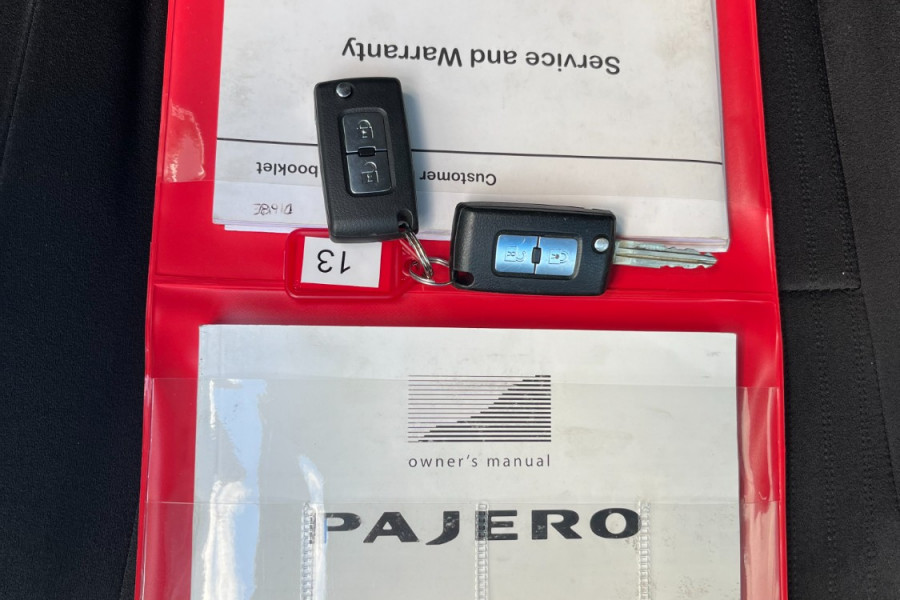 Service and Warranty
Customer booklet
13
owner's manual
PAJERO